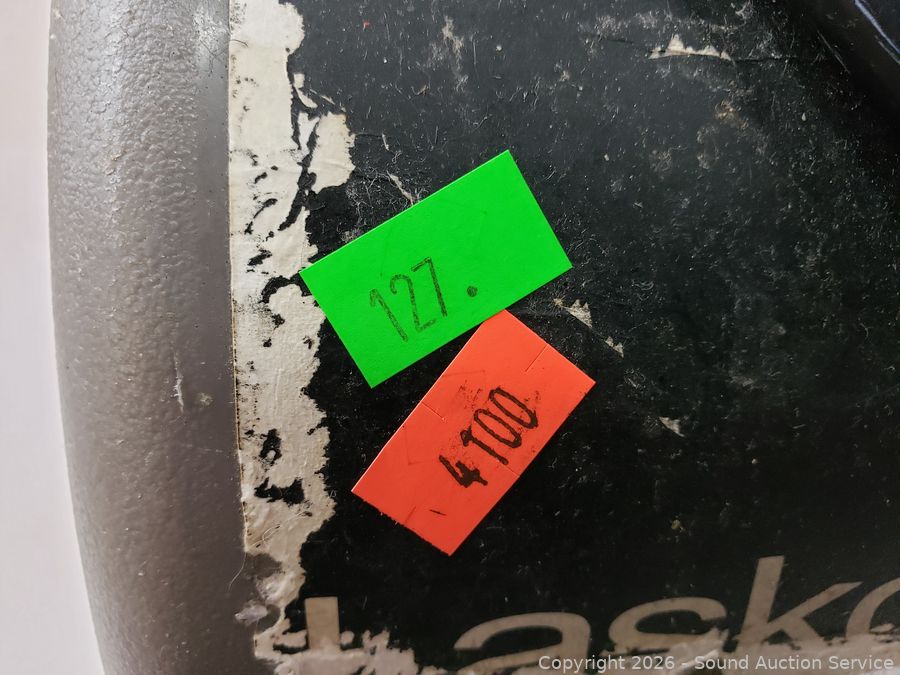 127.
4100
Lasko
Copyright 2026 - Sound Auction Service